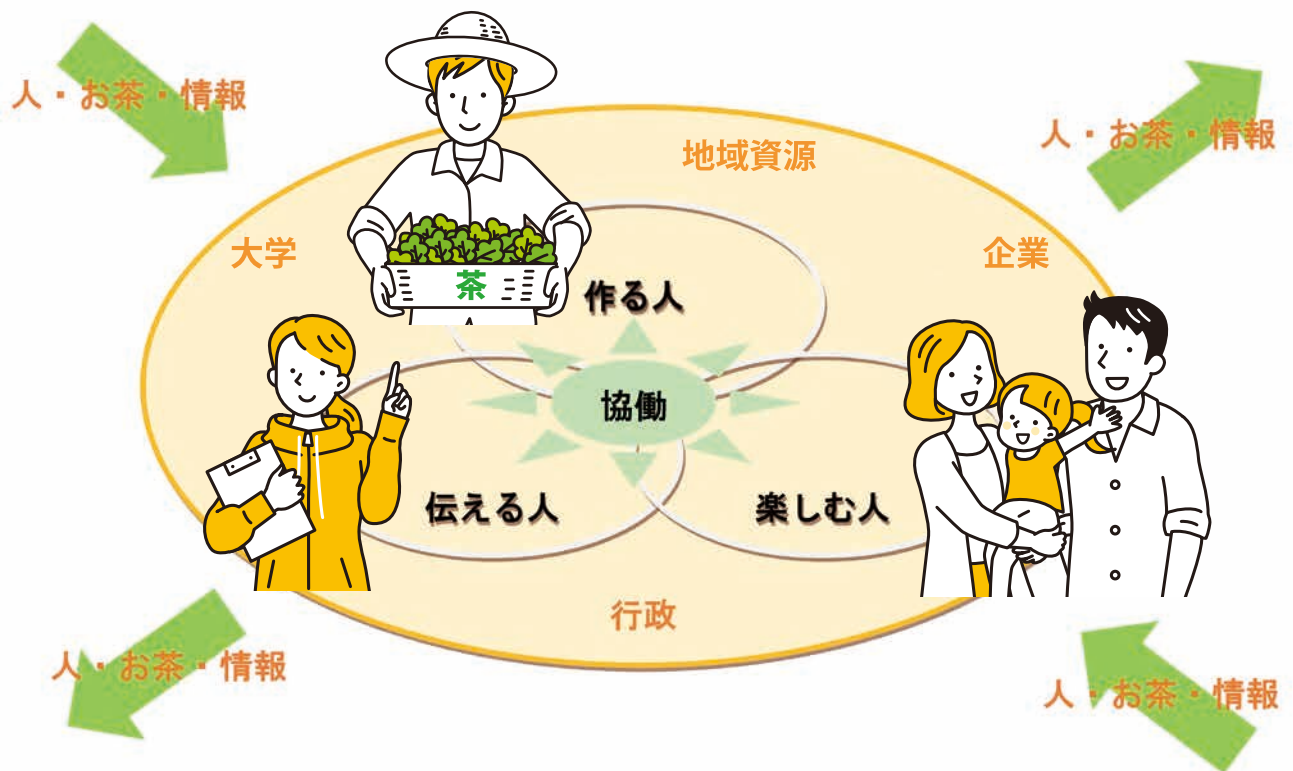 人・お茶・情報
人・お茶・情報
地域資源
大学
企業
茶
作る人
協働
伝える人
楽しむ人
行政
人・お茶・情報
人・お茶・情報